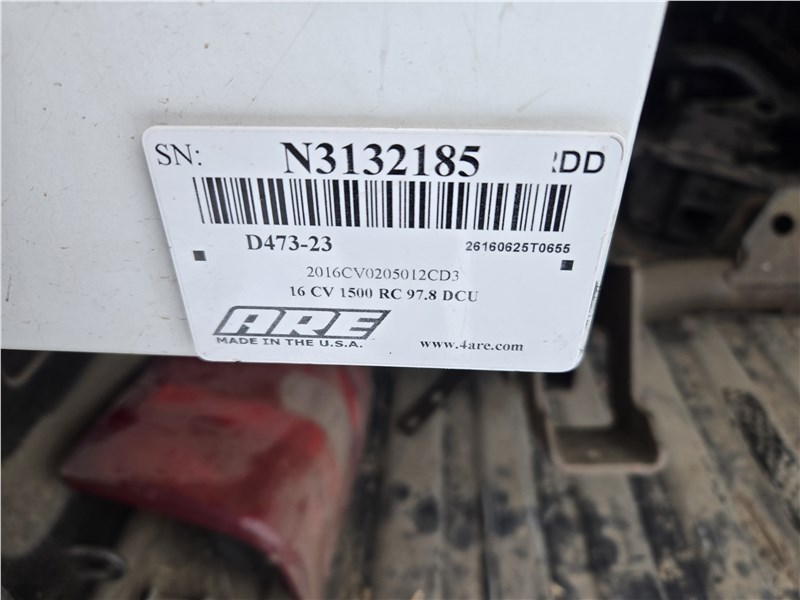 SN: N3132185 RDD
D473-23 26160625T0655
2016CV0205012CD3
16 CV 1500 RC 97.8 DCU
ARE
MADE IN THE U.S.A. www.4are.com